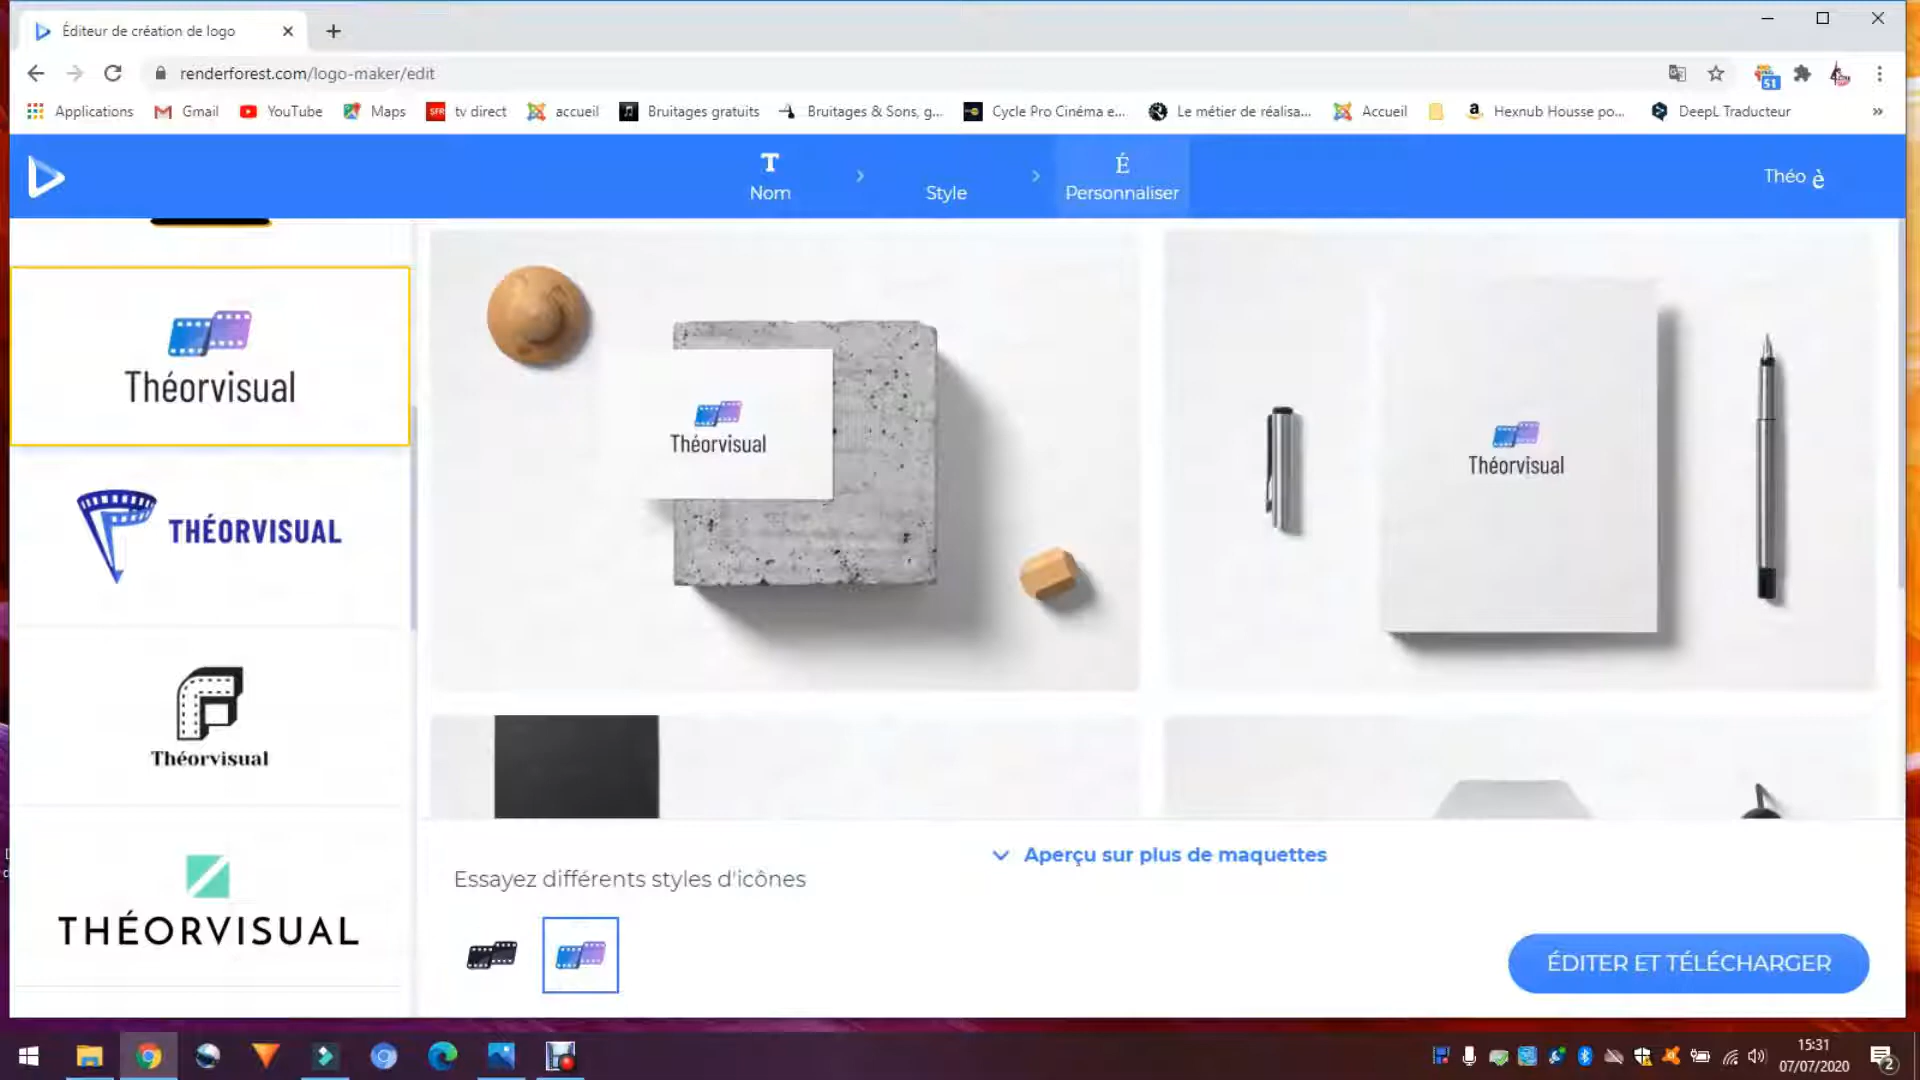 Éditeur de création de logo
renderforest.com/logo-maker/edit
51
Applications
Gmail
YouTube
Maps
SFR
tv direct
accueil
Bruitages gratuits
Bruitages & Sons, g...
Cycle Pro Cinéma e...
Le métier de réalisa...
Accueil
Hexnub Housse po...
DeepL Traducteur
»
T
Nom
Style
É
Personnaliser
Théo è
Théorvisual
THÉORVISUAL
Théorvisual
THÉORVISUAL
Théorvisual
Théorvisual
Aperçu sur plus de maquettes
Essayez différents styles d'icônes
ÉDITER ET TÉLÉCHARGER
15:31
07/07/2020
2